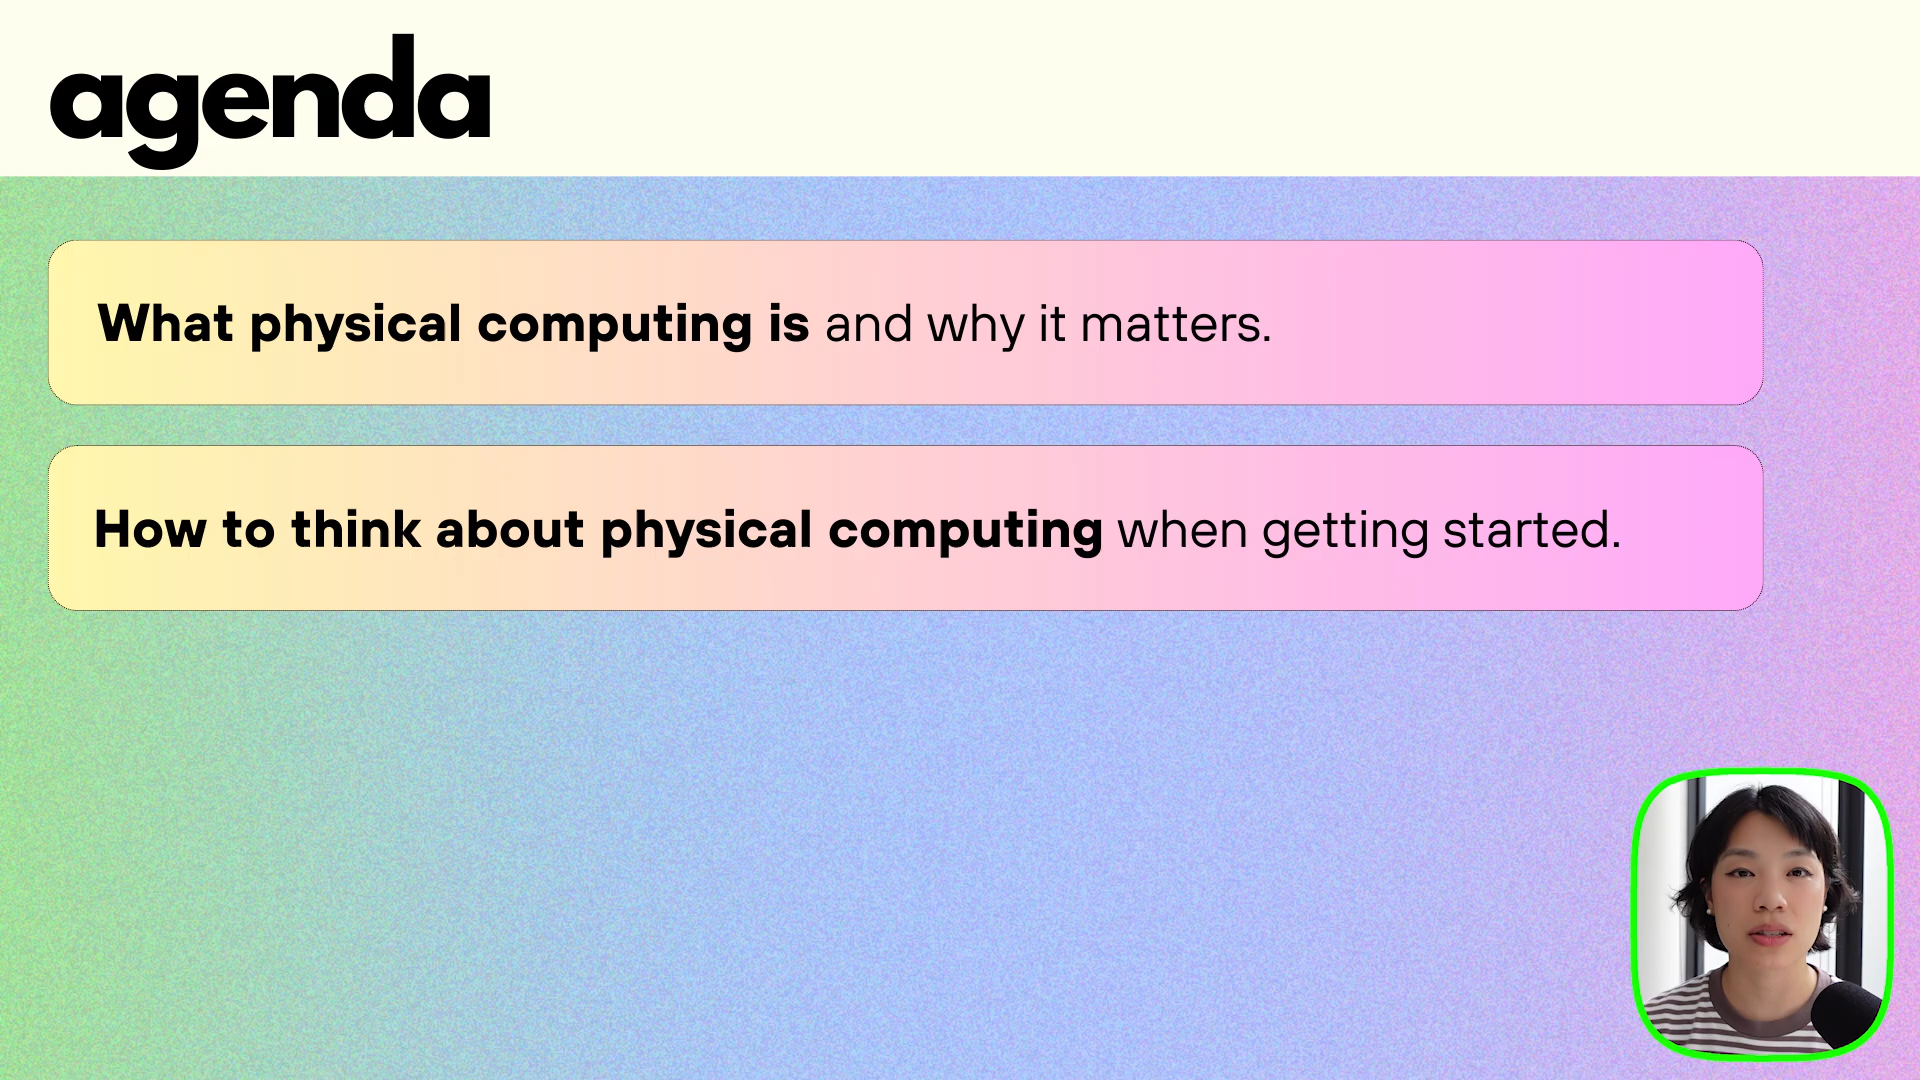 agenda
What physical computing is and why it matters.
How to think about physical computing when getting started.